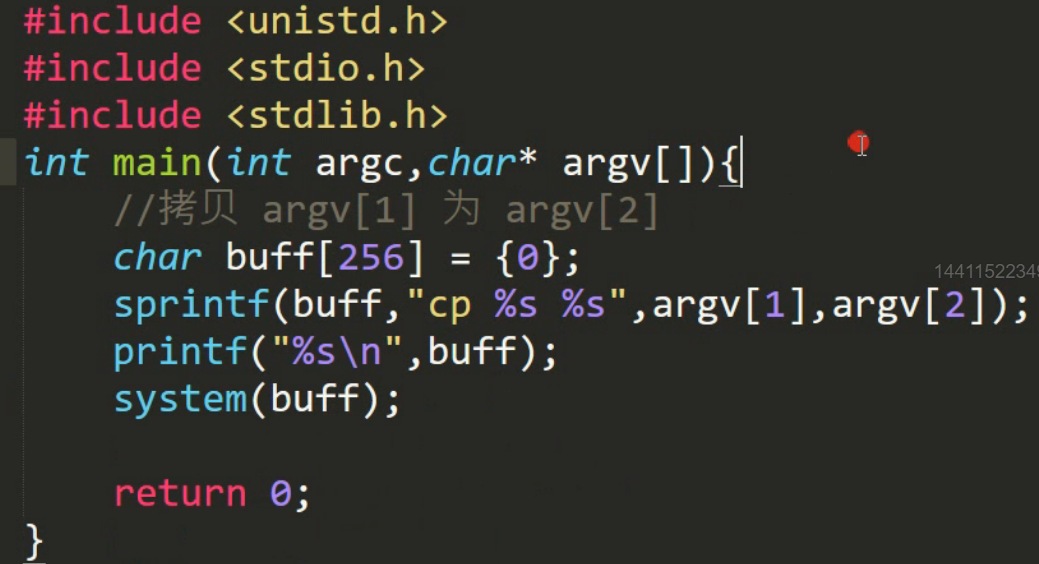 #include <unistd.h>
#include <stdio.h>
#include <stdlib.h>
int main(int argc,char* argv[]){
//拷贝 argv[1] 为 argv[2]
char buff[256] = {0};
sprintf(buff,"cp %s %s",argv[1],argv[2]);
printf("%s\n",buff);
system(buff);
return 0;
}